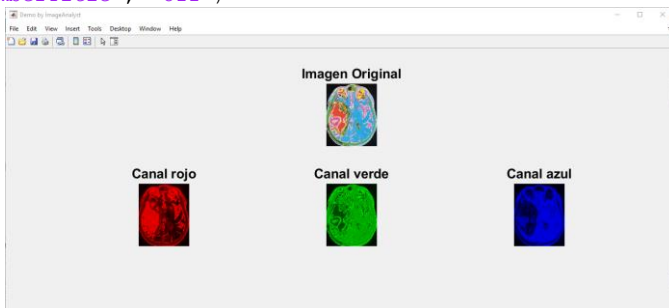 Demo by ImageAnalyst
File Edit View Insert Tools Desktop Window Help
Imagen Original
Canal rojo Canal verde Canal azul